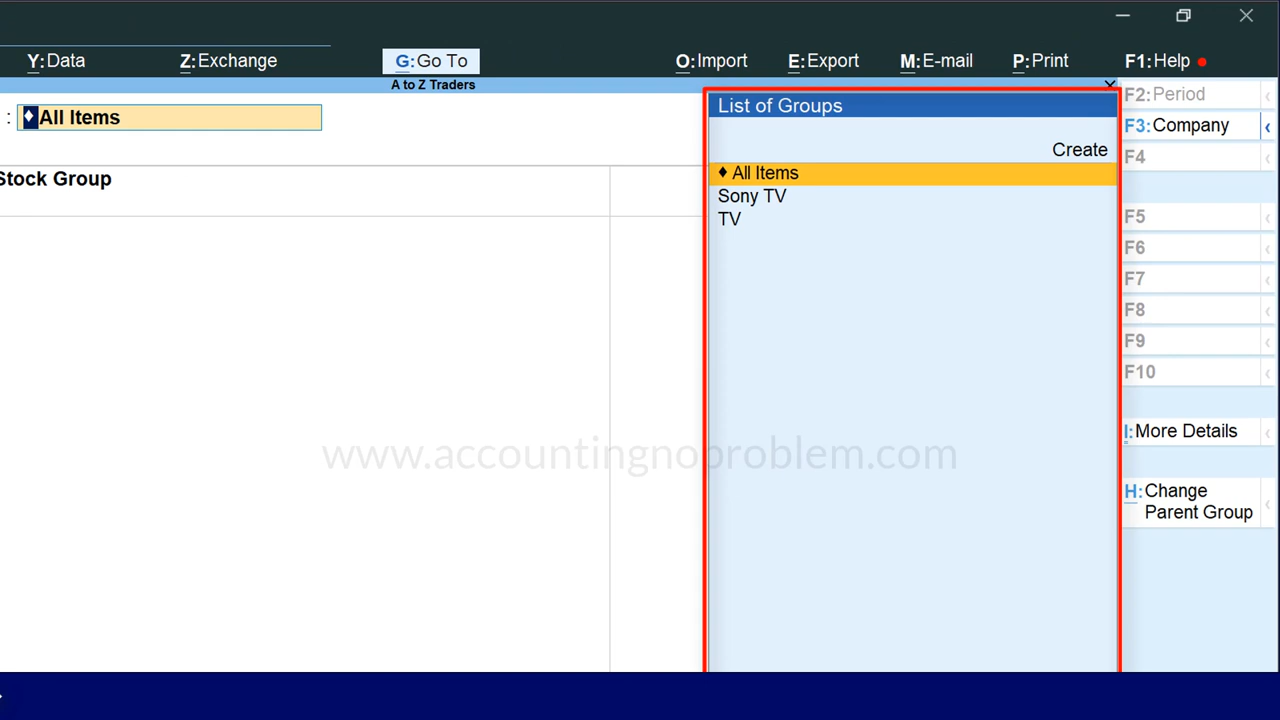 Y:Data
Z:Exchange
G:Go To
O:Import
E:Export
M:E-mail
P:Print
F1:Help
A to Z Traders
: ♦ All Items
List of Groups
Create
♦ All Items
Sony TV
TV
Stock Group
F2: Period
F3: Company
F4
F5
F6
F7
F8
F9
F10
I: More Details
H: Change
Parent Group
www.accountingnoproblem.com